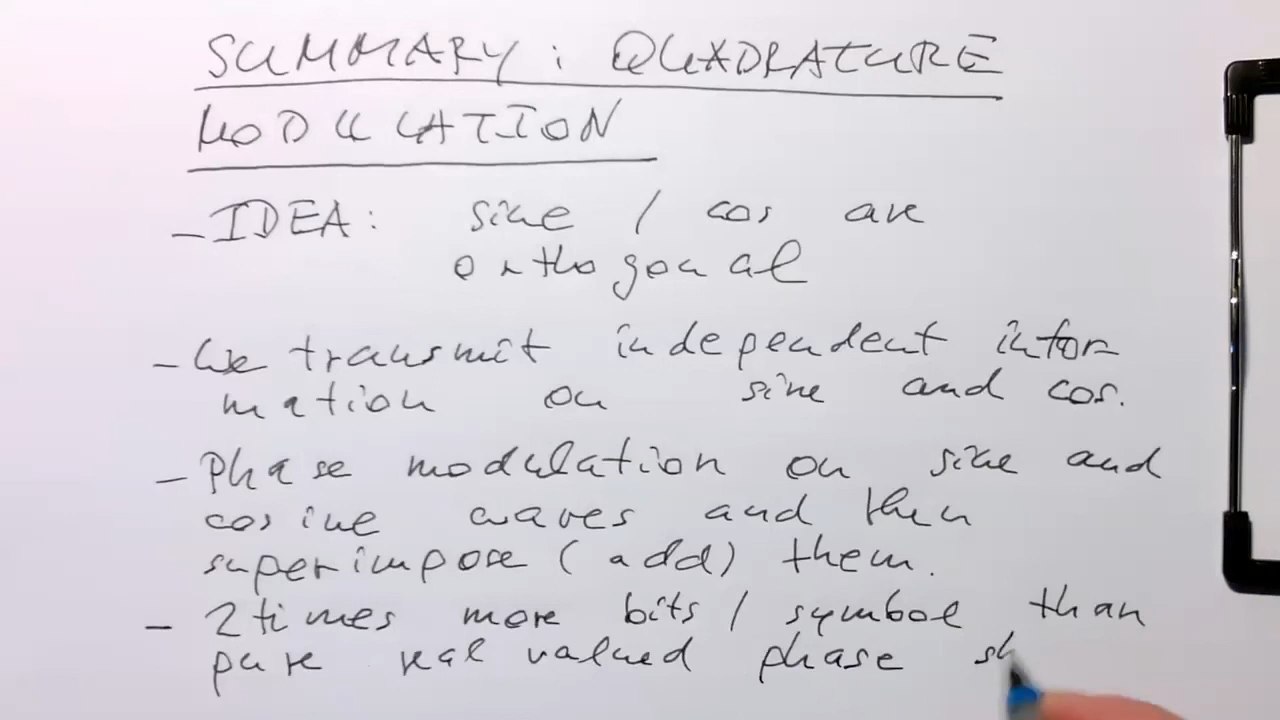 SUMMARY: QUADRATURE
MODULATION
- IDEA: sine / cos are
orthogonal
- We transmit independent infor
mation on sine and cos.
- Phase modulation on sine and
cosine waves and then
superimpose (add) them.
- 2 times more bits / symbol than
pure real valued phase sh